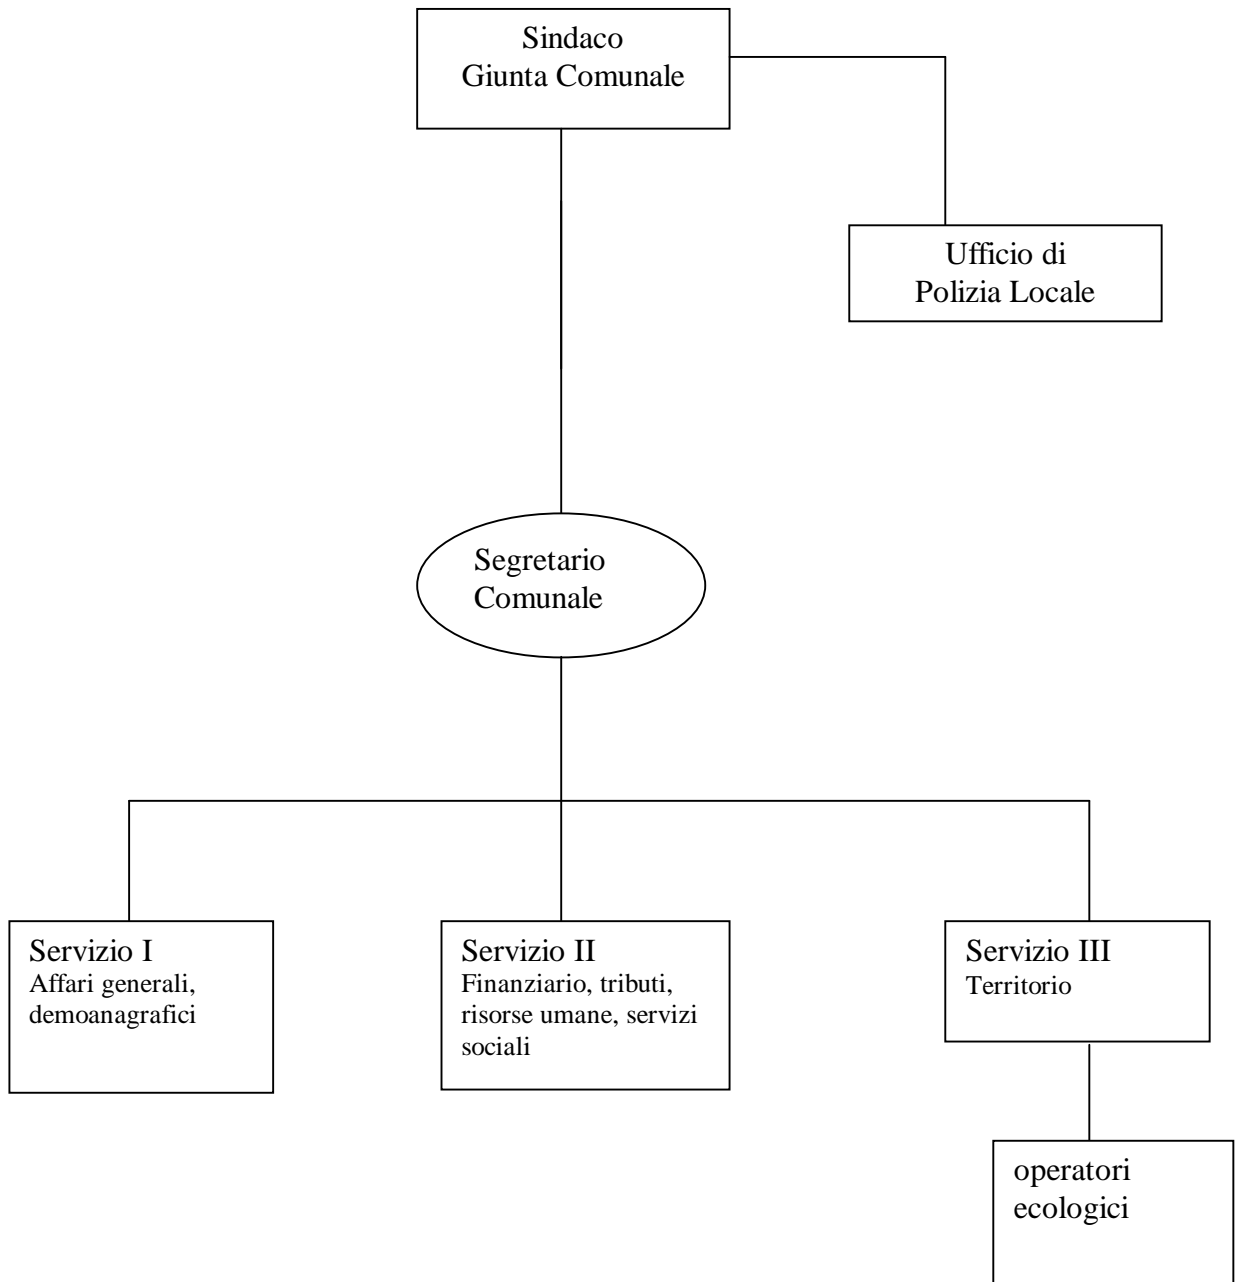 Sindaco
Giunta Comunale
Ufficio di
Polizia Locale
Segretario
Comunale
Servizio I
Affari generali,
demoanagrafici
Servizio II
Finanziario, tributi,
risorse umane, servizi
sociali
Servizio III
Territorio
operatori
ecologici